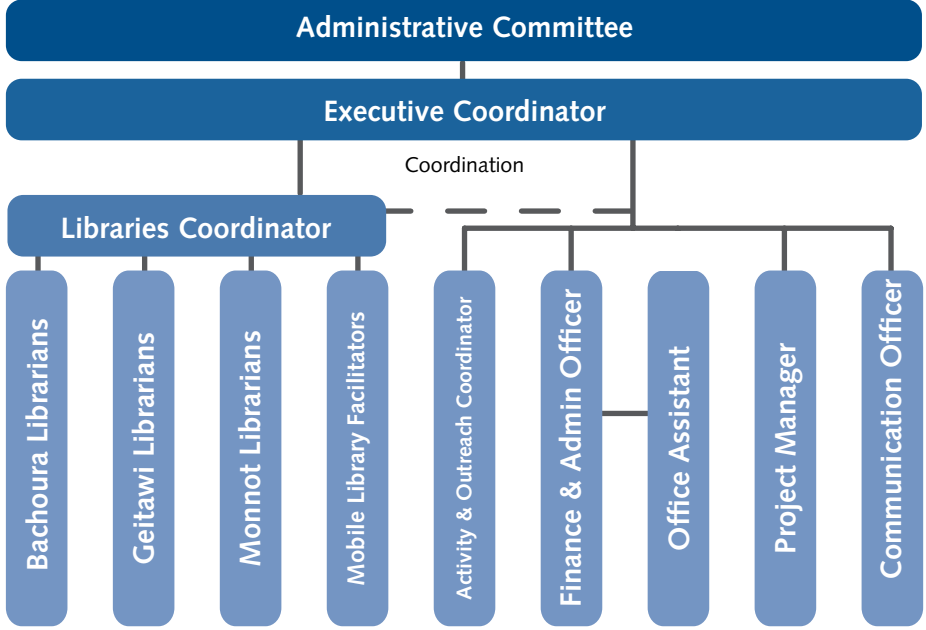 Administrative Committee
Executive Coordinator
Coordination
Libraries Coordinator
Bachoura Librarians
Geitawi Librarians
Monnot Librarians
Mobile Library Facilitators
Activity & Outreach Coordinator
Finance & Admin Officer
Office Assistant
Project Manager
Communication Officer